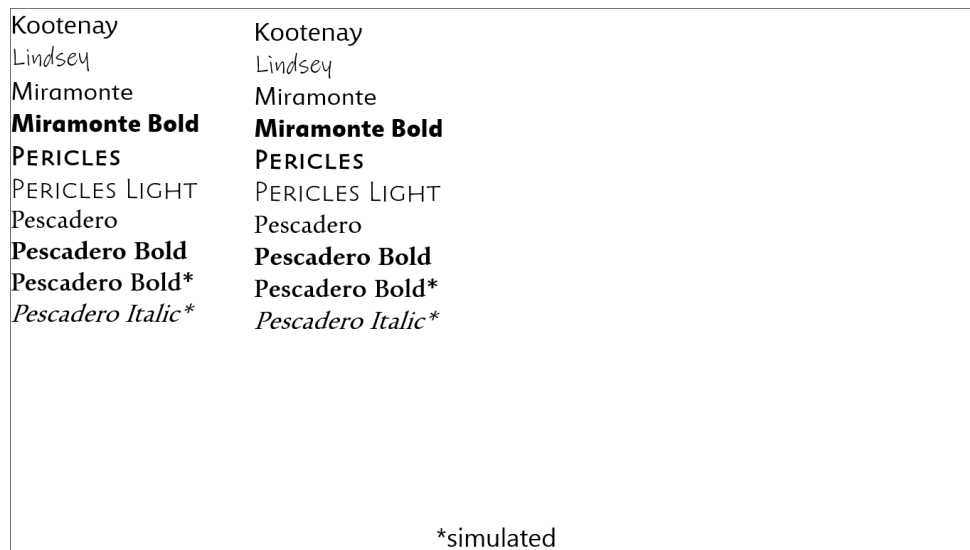 Kootenay
Lindsey
Miramonte
Miramonte Bold
Pericles
Pericles Light
Pescadero
Pescadero Bold
Pescadero Bold*
Pescadero Italic*
Kootenay
Lindsey
Miramonte
Miramonte Bold
Pericles
Pericles Light
Pescadero
Pescadero Bold
Pescadero Bold*
Pescadero Italic*
*simulated